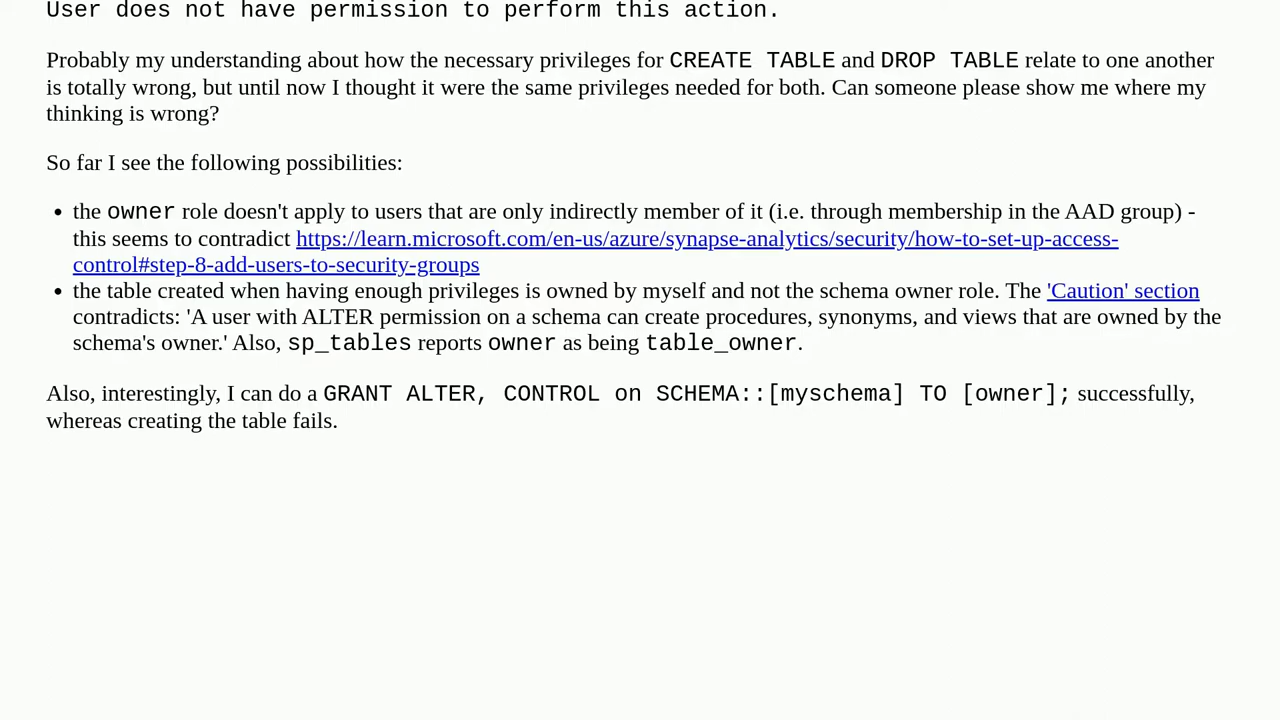 User does not have permission to perform this action.
Probably my understanding about how the necessary privileges for CREATE TABLE and DROP TABLE relate to one another
is totally wrong, but until now I thought it were the same privileges needed for both. Can someone please show me where my
thinking is wrong?
So far I see the following possibilities:
• the owner role doesn't apply to users that are only indirectly member of it (i.e. through membership in the AAD group) -
this seems to contradict https://learn.microsoft.com/en-us/azure/synapse-analytics/security/how-to-set-up-access-
control#step-8-add-users-to-security-groups
• the table created when having enough privileges is owned by myself and not the schema owner role. The 'Caution' section
contradicts: 'A user with ALTER permission on a schema can create procedures, synonyms, and views that are owned by the
schema's owner.' Also, sp_tables reports owner as being table_owner.
Also, interestingly, I can do a GRANT ALTER, CONTROL on SCHEMA::[myschema] TO [owner]; successfully,
whereas creating the table fails.